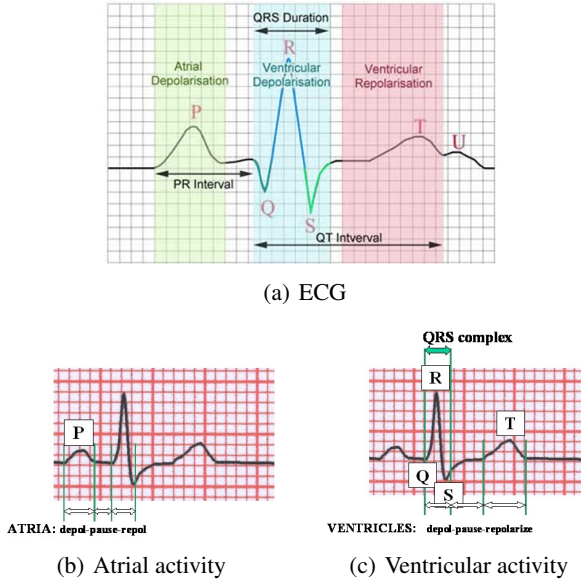 QRS Duration
R
Atrial
Depolarisation
Ventricular
Depolarisation
Ventricular
Repolarisation
P
T
U
PR Interval
Q
S
QT Intverval
(a) ECG
QRS complex
R
P
T
Q
S
ATRIA: depol-pause-repol
VENTRICLES: depol-pause-repolarize
(b) Atrial activity
(c) Ventricular activity